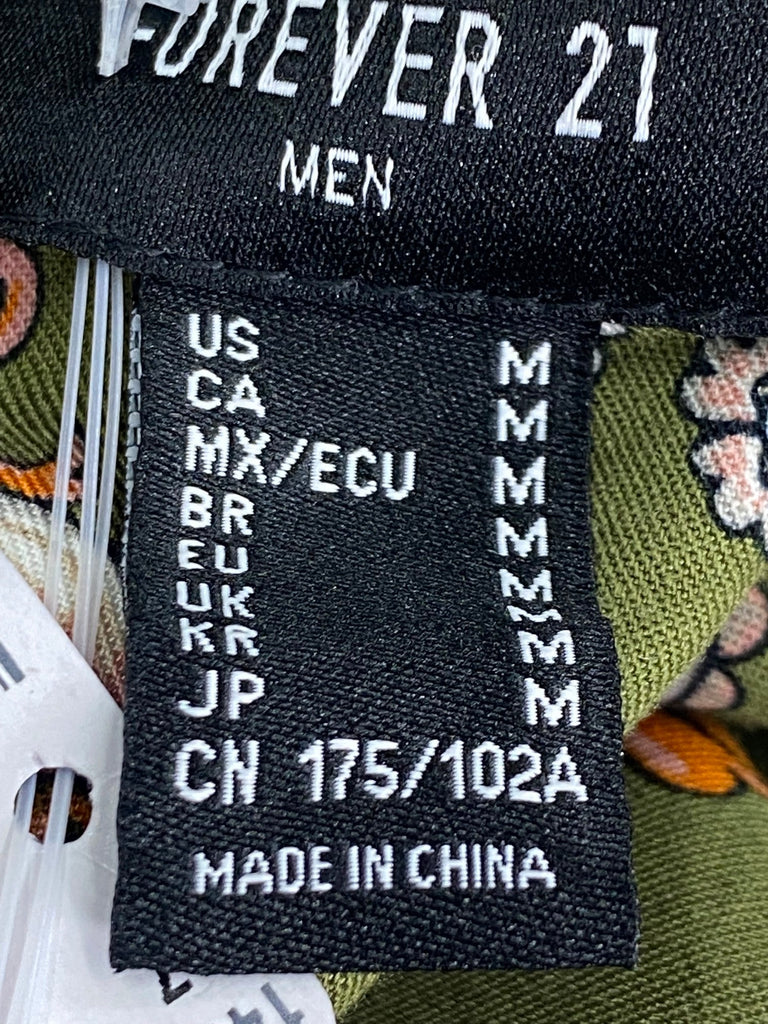 FOREVER 21
MEN
US M
CA M
MX/ECU M
BR M
EU M
UK M
KR M
JP M
CN 175/102A
MADE IN CHINA